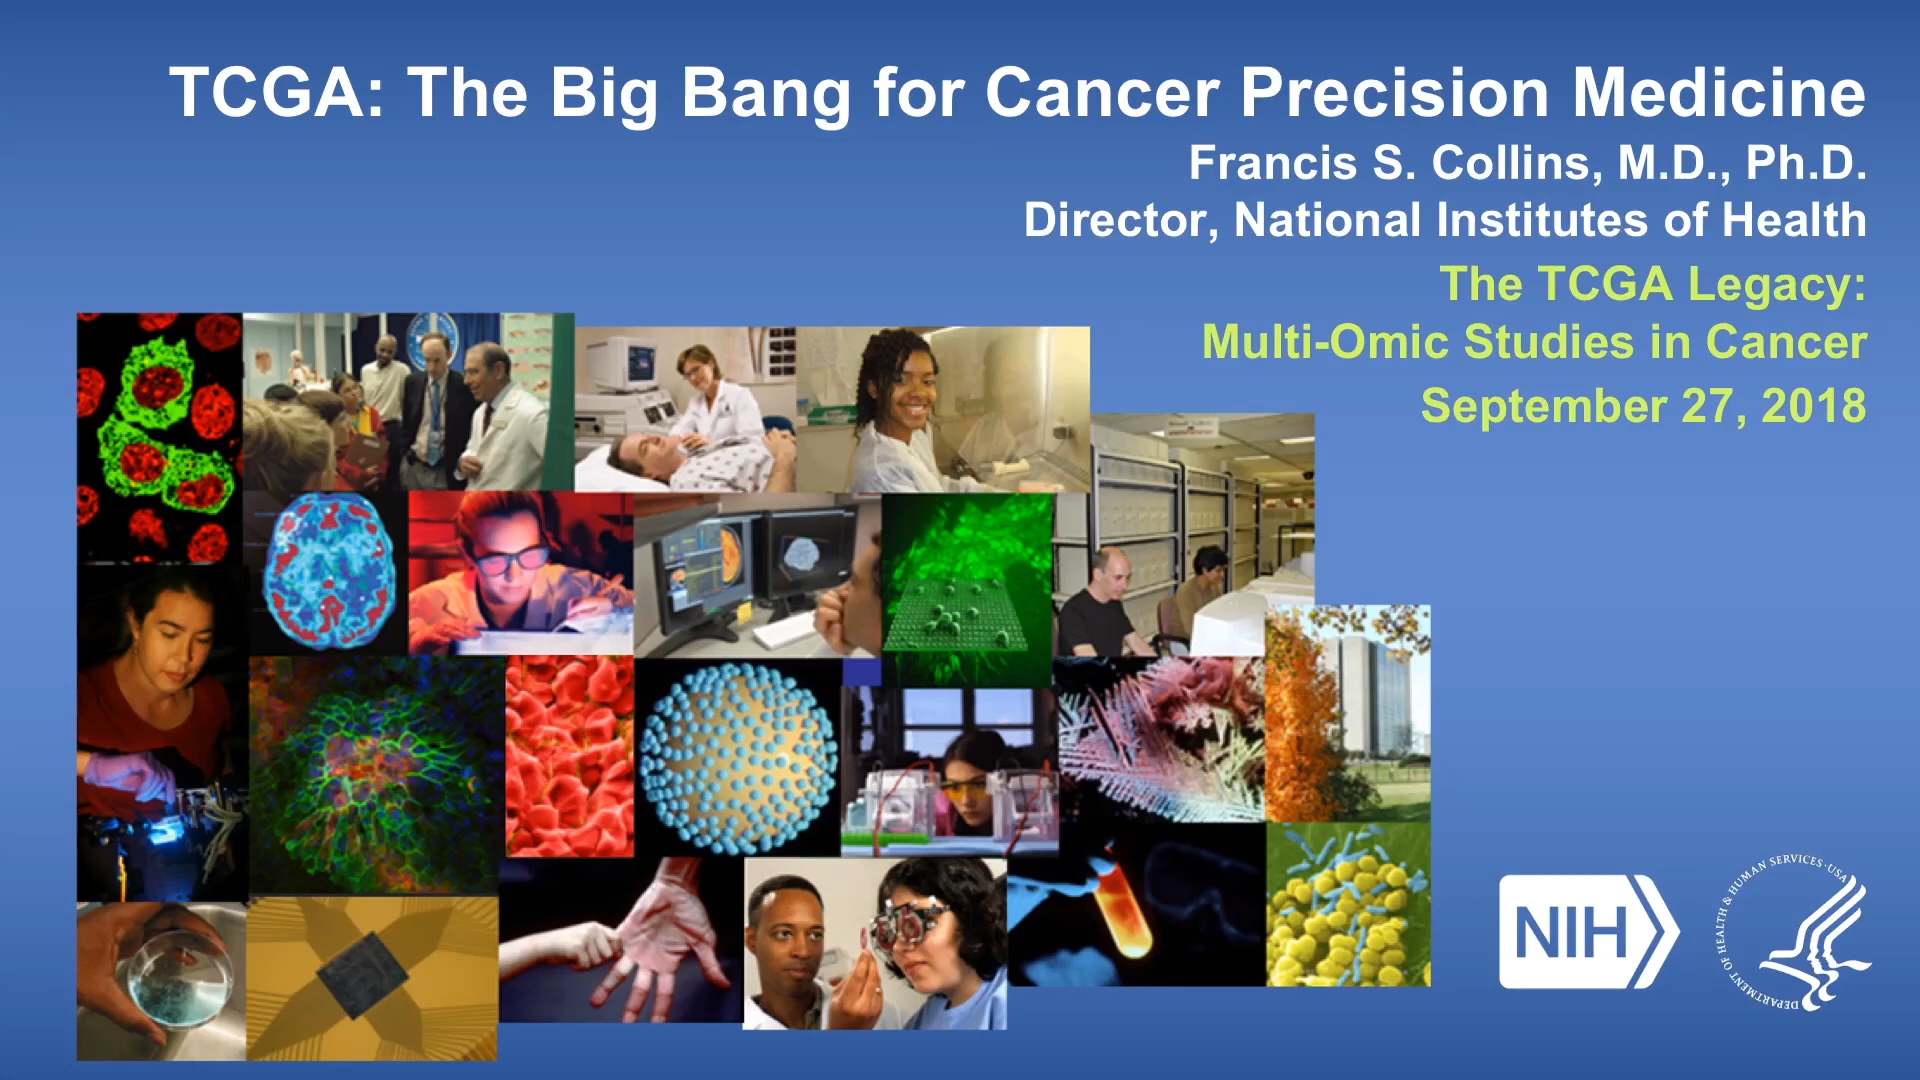 TCGA: The Big Bang for Cancer Precision Medicine
Francis S. Collins, M.D., Ph.D.
Director, National Institutes of Health
The TCGA Legacy:
Multi-Omic Studies in Cancer
September 27, 2018
NIH
DEPARTMENT OF HEALTH & HUMAN SERVICES · USA